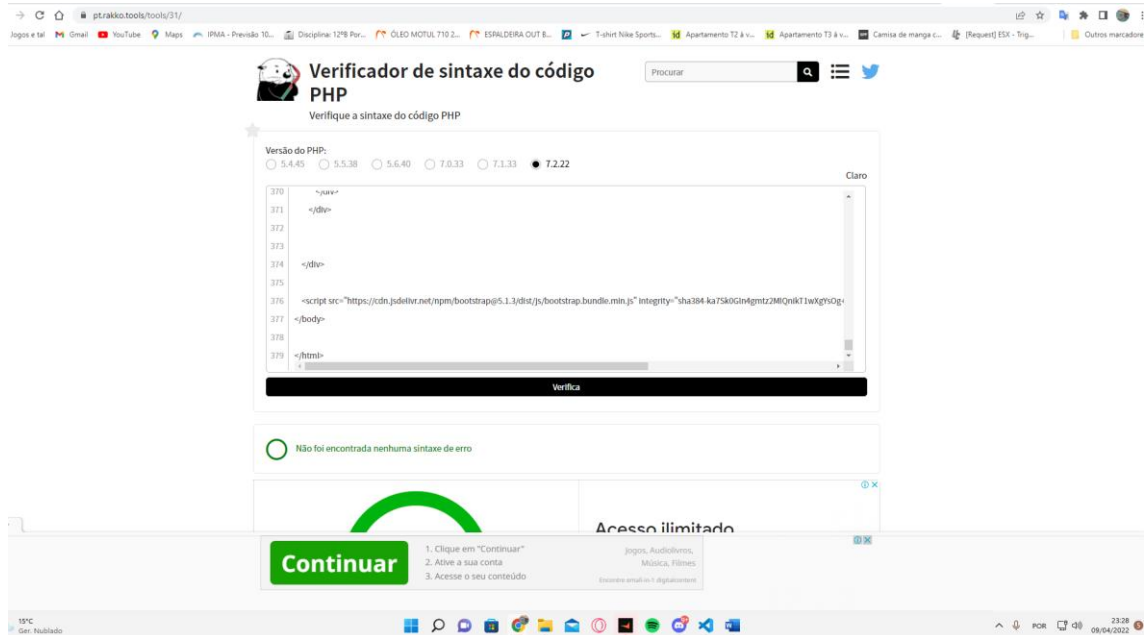 pt.rakko.tools/tools/31/
Jogos e tal Gmail YouTube Maps IPMA - Previsão 10... Disciplina: 12ºB Por... ÓLEO MOTUL 710 2... ESPALDEIRA OUT B... T-shirt Nike Sports... Apartamento T2 à v... Apartamento T3 à v... Camisa de manga c... [Request] ESX - Trig... Outros marcadores
Verificador de sintaxe do código
PHP
Procurar
Verifique a sintaxe do código PHP
Versão do PHP:
5.4.45 5.5.38 5.6.40 7.0.33 7.1.33 7.2.22
Claro
370 </div>
371 </div>
372
373
374 </div>
375
376 <script src="https://cdn.jsdelivr.net/npm/bootstrap@5.1.3/dist/js/bootstrap.bundle.min.js" integrity="sha384-ka7Sk0Gln4gmtz2MlQnikT1wXgYsOg
377 </body>
378
379 </html>
Verifica
Não foi encontrada nenhuma sintaxe de erro
Acesso ilimitado
Continuar
1. Clique em "Continuar"
2. Ative a sua conta
3. Acesse o seu conteúdo
Jogos, Audiolivros,
Música, Filmes
15°C
Ger. Nublado
POR
23:28
09/04/2022